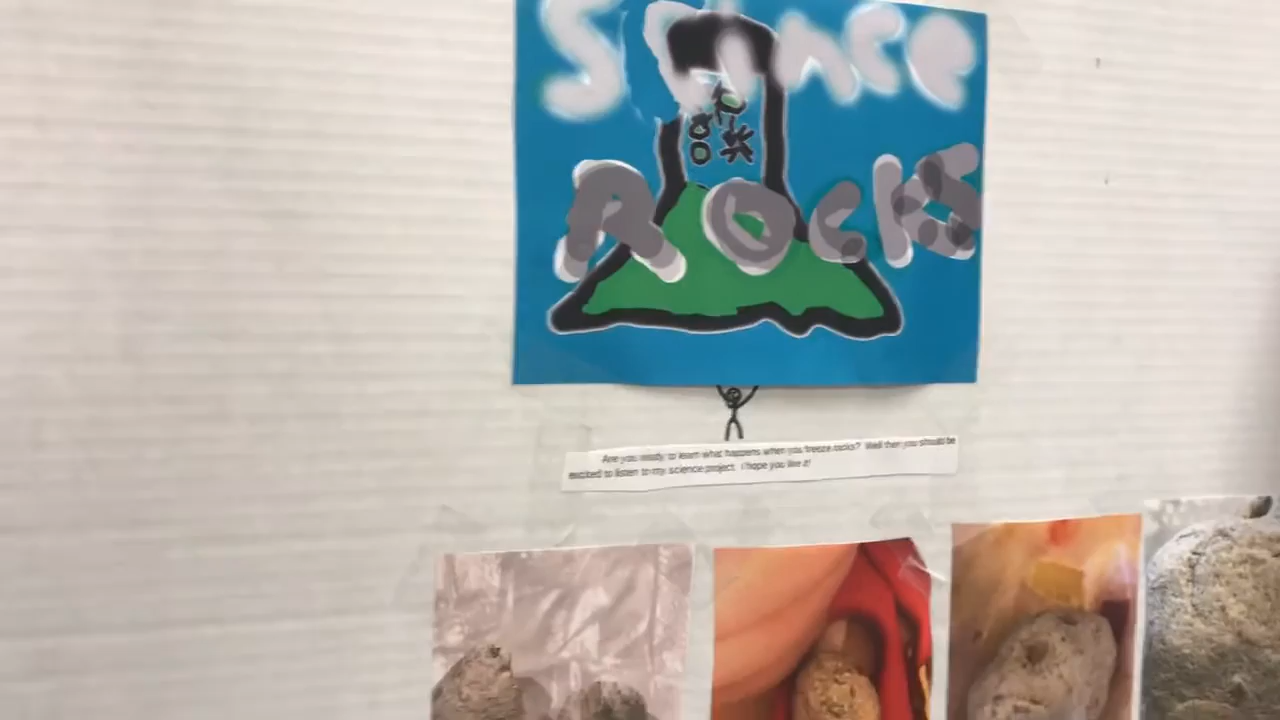 Science
ROCKS
Are you ready to learn what happens when you freeze rocks? Well then you should be
excited to listen to my science project. I hope you like it!